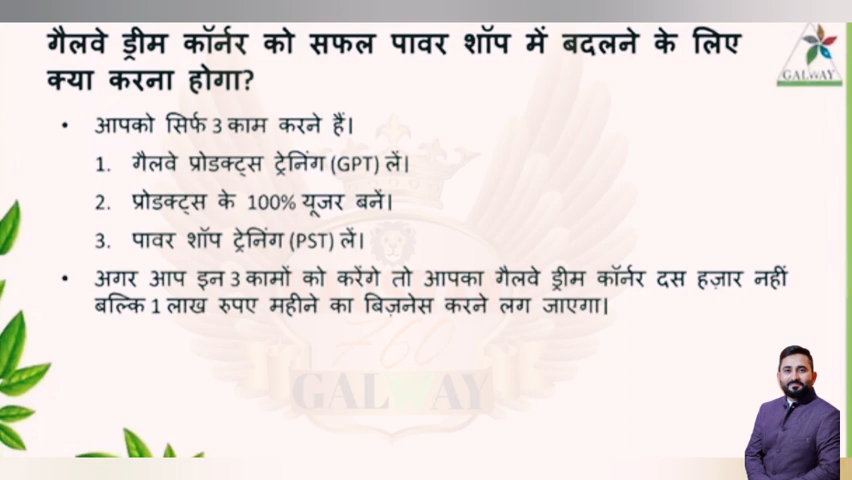 गैलवे ड्रीम कॉर्नर को सफल पावर शॉप में बदलने के लिए
क्या करना होगा?
GALWAY
• आपको सिर्फ 3 काम करने हैं।
1. गैलवे प्रोडक्ट्स ट्रेनिंग (GPT) लें।
2. प्रोडक्ट्स के 100% यूजर बनें।
3. पावर शॉप ट्रेनिंग (PST) लें।
• अगर आप इन 3 कामों को करेंगे तो आपका गैलवे ड्रीम कॉर्नर दस हज़ार नहीं
बल्कि 1 लाख रुपए महीने का बिज़नेस करने लग जाएगा।
GALWAY